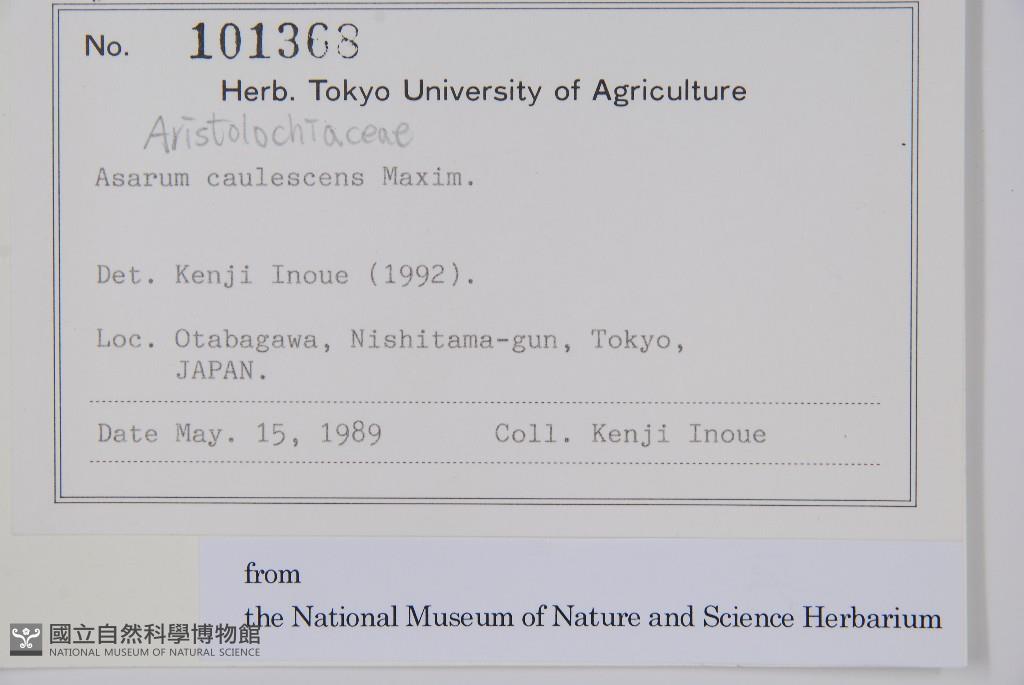 No. 101368
Herb. Tokyo University of Agriculture
Aristolochiaceae
Asarum caulescens Maxim.
Det. Kenji Inoue (1992).
Loc. Otabagawa, Nishitama-gun, Tokyo,
JAPAN.
Date May. 15, 1989 Coll. Kenji Inoue
from
the National Museum of Nature and Science Herbarium
國立自然科學博物館
NATIONAL MUSEUM OF NATURAL SCIENCE